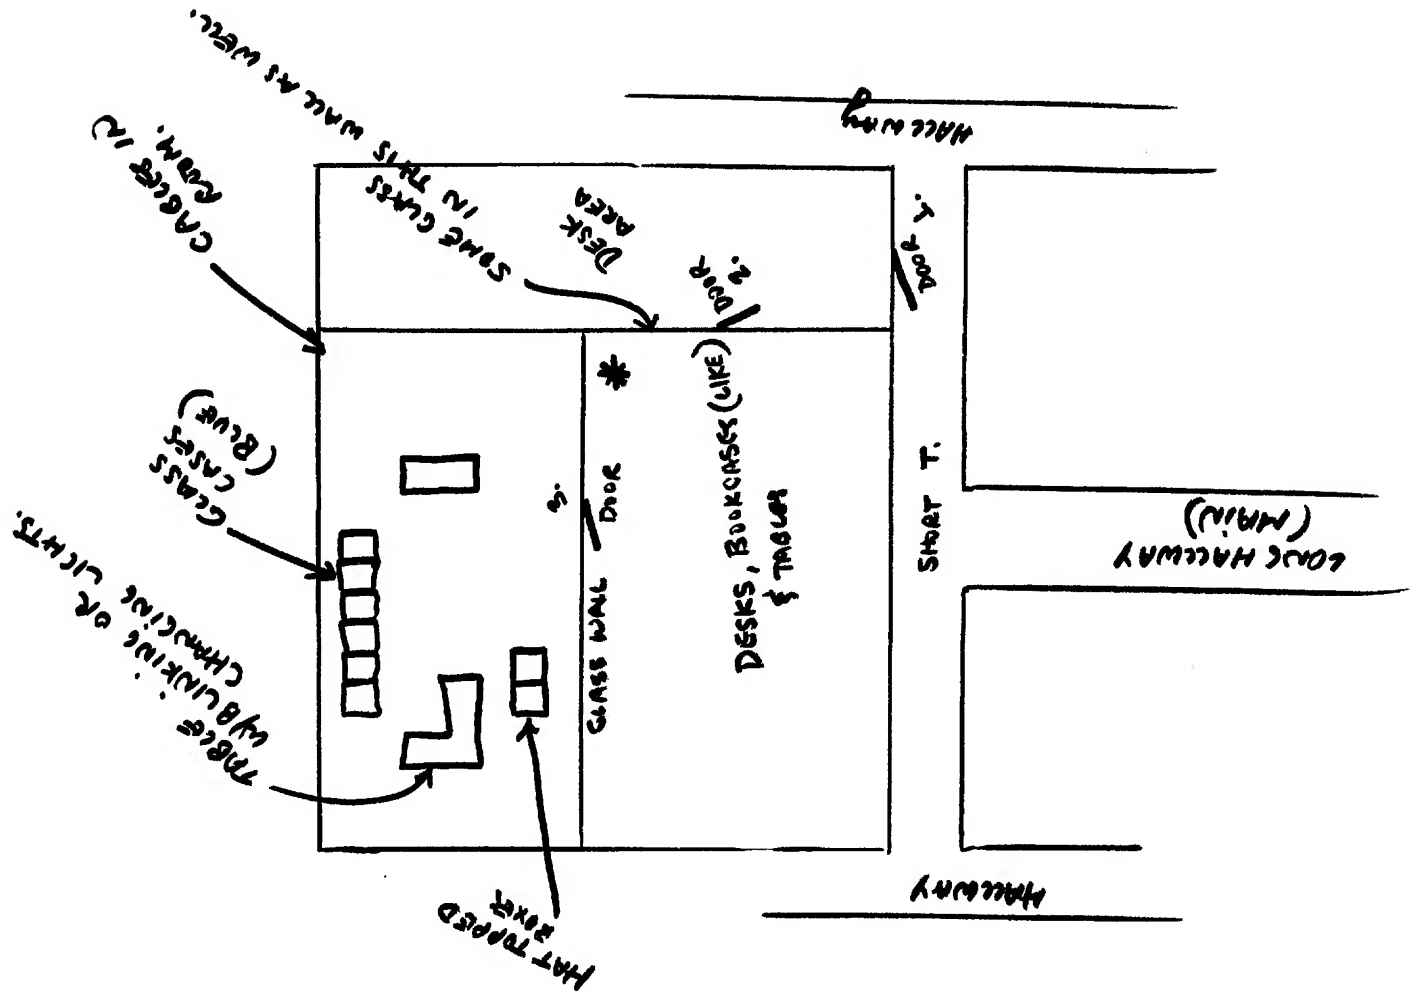 SOME GLASS
IN THIS WALL AS WELL.
CABLES IN
ROOM.
GLASS
CASES
(BLUE)
TABLE
W/BLINKING OR
CHANGING LIGHTS.
HAT TOPPED
BOXES
DESK
AREA
DOOR
2.
DOOR 1.
3.
DOOR
GLASS WALL
DESKS, BOOKCASES (LIKE)
& TABLES
SHORT T.
HALLWAY
LONG HALLWAY
(MAIN)
HALLWAY